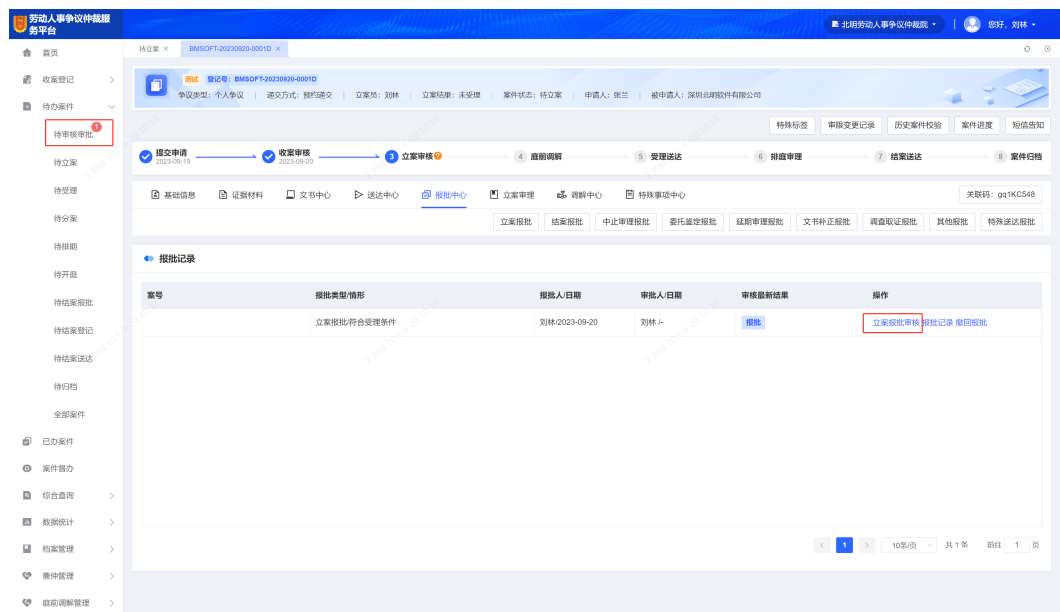 劳动人事争议仲裁服务平台
北明劳动人事争议仲裁院
您好，刘林
首页
收案登记
待办案件
待审核审批
1
待立案
待受理
待分案
待排期
待开庭
待结案报批
待结案登记
待结案送达
待归档
全部案件
已办案件
案件督办
综合查询
数据统计
档案管理
兼仲管理
庭前调解管理
待立案 ×
BMSOFT-20230920-0001D ×
测试 登记号：BMSOFT-20230920-0001D
争议类型：个人争议 | 递交方式：预约递交 | 立案员：刘林 | 立案结果：未受理 | 案件状态：待立案 | 申请人：张兰 | 被申请人：深圳北明软件有限公司
特殊标签 审限变更记录 历史案件校验 案件进度 短信告知
提交申请
2023-09-19
收案审核
2023-09-20
3 立案审核
4 庭前调解
5 受理送达
6 排庭审理
7 结案送达
8 案件归档
基础信息 证据材料 文书中心 送达中心 报批中心 立案审理 调解中心 特殊事项中心
关联码：gq1KC548
立案报批 结案报批 中止审理报批 委托鉴定报批 延期审理报批 文书补正报批 调查取证报批 其他报批 特殊送达报批
报批记录
案号 报批类型/情形 报批人/日期 审批人/日期 审核最新结果 操作
立案报批/符合受理条件 刘林/2023-09-20 刘林 /- 报批 立案报批审核 报批记录 撤回报批
1 10条/页 共 1 条 前往 1 页